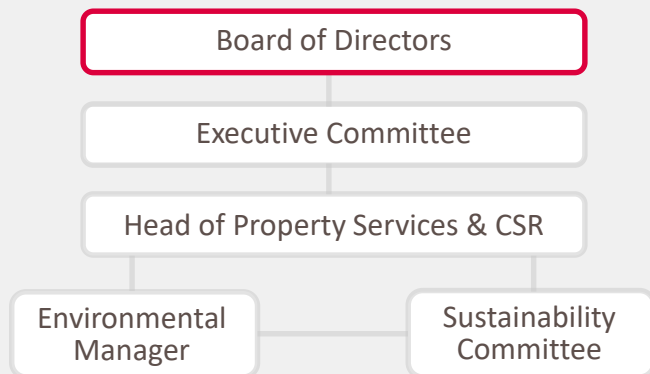 Board of Directors
Executive Committee
Head of Property Services & CSR
Environmental
Manager
Sustainability
Committee